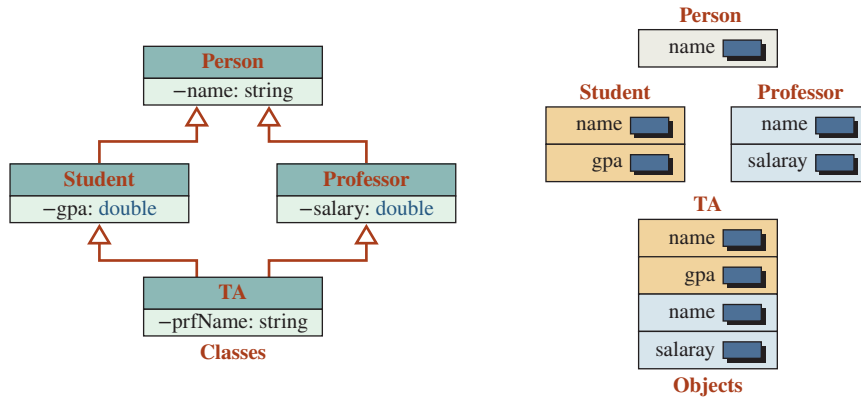 Person
−name: string
Student
−gpa: double
Professor
−salary: double
TA
−prfName: string
Classes
Person
name
Student
name
gpa
Professor
name
salaray
TA
name
gpa
name
salaray
Objects